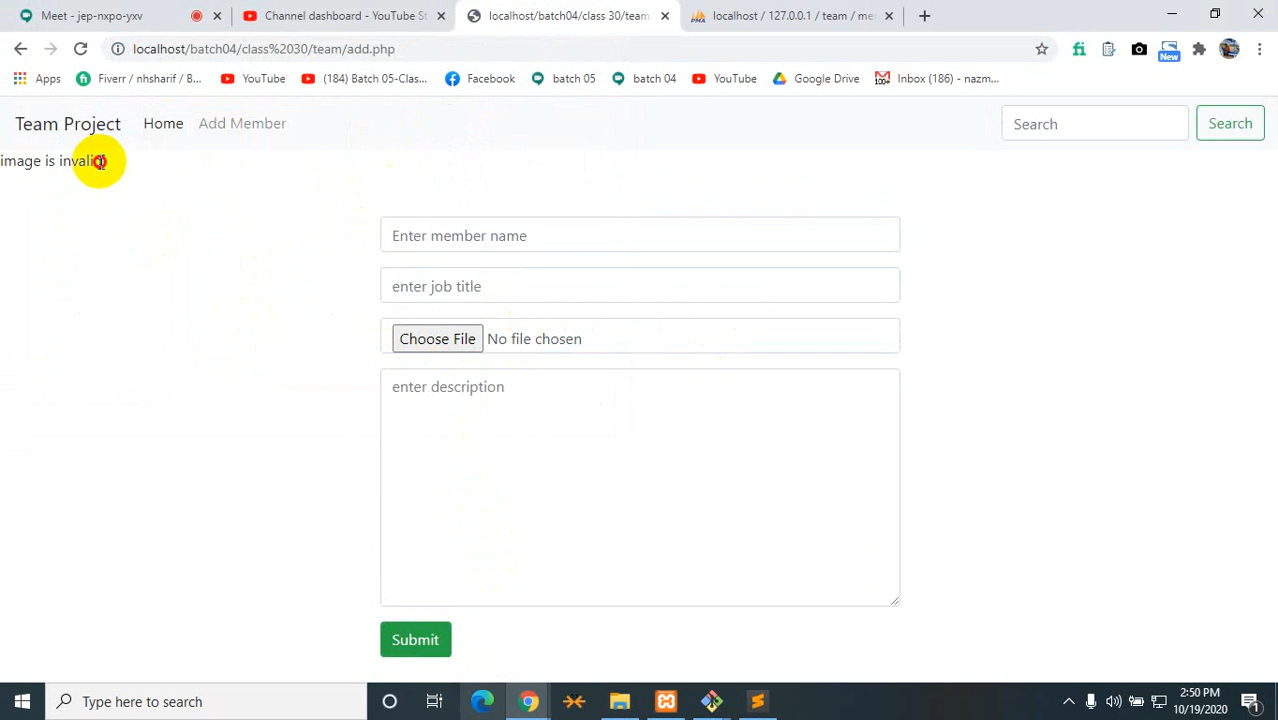 Meet - jep-nxpo-yxv
Channel dashboard - YouTube St
localhost/batch04/class 30/team
localhost / 127.0.0.1 / team / me
localhost/batch04/class%2030/team/add.php
New
Apps
Fiverr / nhsharif / B...
YouTube
(184) Batch 05-Clas...
Facebook
batch 05
batch 04
YouTube
Google Drive
100+
Inbox (186) - nazm...
Team Project
Home
Add Member
Search
Search
image is invalid
Enter member name
enter job title
Choose File
No file chosen
enter description
Submit
Type here to search
2:50 PM
10/19/2020
1